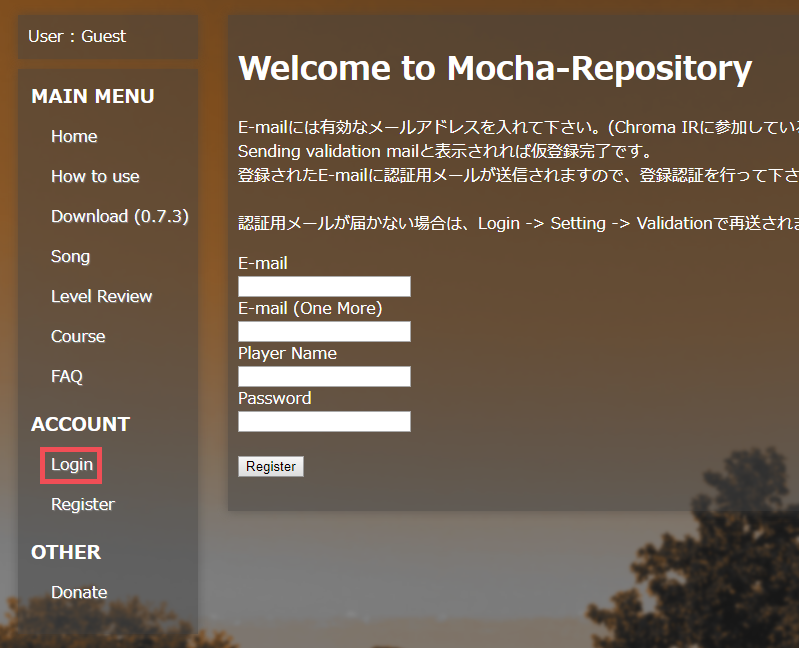 User : Guest
MAIN MENU
Home
How to use
Download (0.7.3)
Song
Level Review
Course
FAQ
ACCOUNT
Login
Register
OTHER
Donate
Welcome to Mocha-Repository
E-mailには有効なメールアドレスを入れて下さい。(Chroma IRに参加してい
Sending validation mailと表示されれば仮登録完了です。
登録されたE-mailに認証用メールが送信されますので、登録認証を行って下さ
認証用メールが届かない場合は、Login -> Setting -> Validationで再送されま
E-mail
E-mail (One More)
Player Name
Password
Register